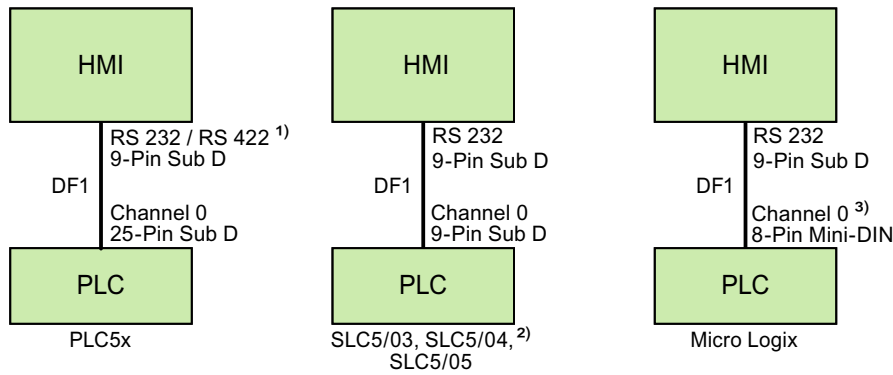 HMI
RS 232 / RS 422 ¹⁾
9-Pin Sub D
DF1
Channel 0
25-Pin Sub D
PLC
PLC5x
HMI
RS 232
9-Pin Sub D
DF1
Channel 0
9-Pin Sub D
PLC
SLC5/03, SLC5/04, ²⁾
SLC5/05
HMI
RS 232
9-Pin Sub D
DF1
Channel 0 ³⁾
8-Pin Mini-DIN
PLC
Micro Logix